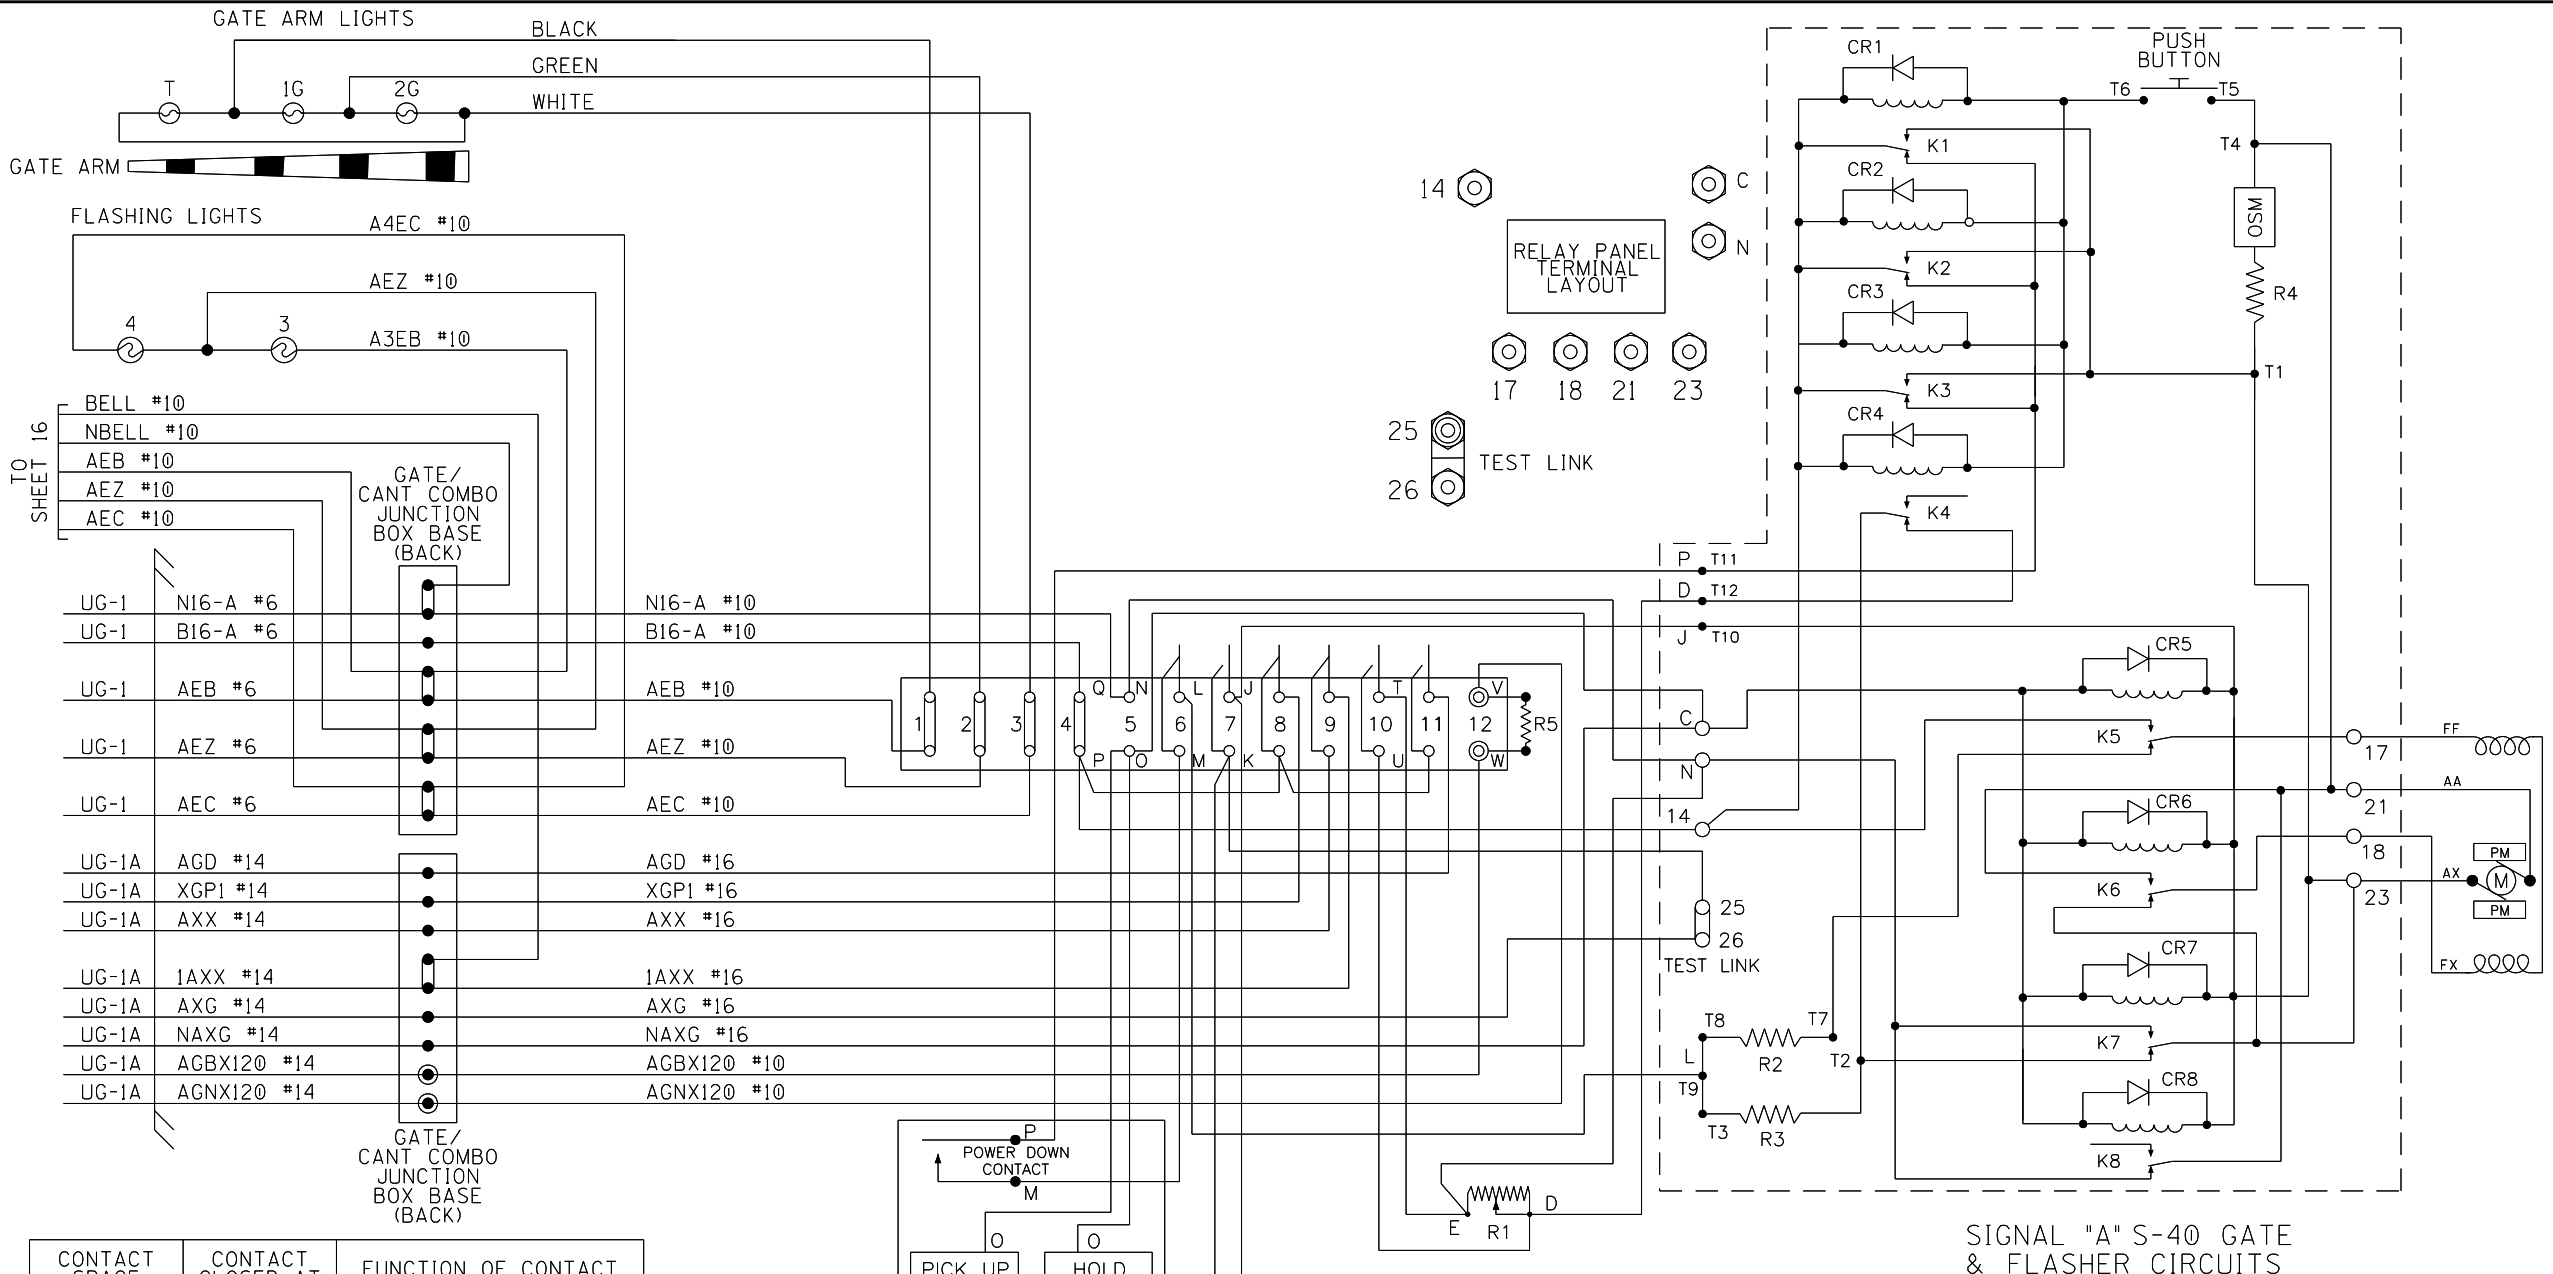 GATE ARM LIGHTS
BLACK
GREEN
WHITE
T
1G
2G
GATE ARM
FLASHING LIGHTS
A4EC #10
AEZ #10
A3EB #10
4
3
TO
SHEET 16
BELL #10
NBELL #10
AEB #10
AEZ #10
AEC #10
GATE/
CANT COMBO
JUNCTION
BOX BASE
(BACK)
UG-1 N16-A #6 N16-A #10
UG-1 B16-A #6 B16-A #10
UG-1 AEB #6 AEB #10
UG-1 AEZ #6 AEZ #10
UG-1 AEC #6 AEC #10
UG-1A AGD #14 AGD #16
UG-1A XGP1 #14 XGP1 #16
UG-1A AXX #14 AXX #16
UG-1A 1AXX #14 1AXX #16
UG-1A AXG #14 AXG #16
UG-1A NAXG #14 NAXG #16
UG-1A AGBX120 #14 AGBX120 #10
UG-1A AGNX120 #14 AGNX120 #10
GATE/
CANT COMBO
JUNCTION
BOX BASE
(BACK)
CONTACT
SPACE
CONTACT
CLOSED AT
FUNCTION OF CONTACT
14
C
N
RELAY PANEL
TERMINAL
LAYOUT
17 18 21 23
25
26
TEST LINK
Q N L J T V
1 2 3 4 5 6 7 8 9 10 11 12 R5
P O M K U W
P
POWER DOWN
CONTACT
M
O
O
PICK UP
HOLD
E R1 D
P T11
D T12
J T10
C
N
14
25
26
TEST LINK
T8 R2 T7
L
T9
T2
T3 R3
CR1
K1
CR2
K2
CR3
K3
CR4
K4
PUSH
BUTTON
T6 T5
T4
OSM
R4
T1
CR5
K5
CR6
K6
CR7
K7
CR8
K8
17 FF
21 AA
18
23 AX
PM
M
PM
FX
SIGNAL "A" S-40 GATE
& FLASHER CIRCUITS